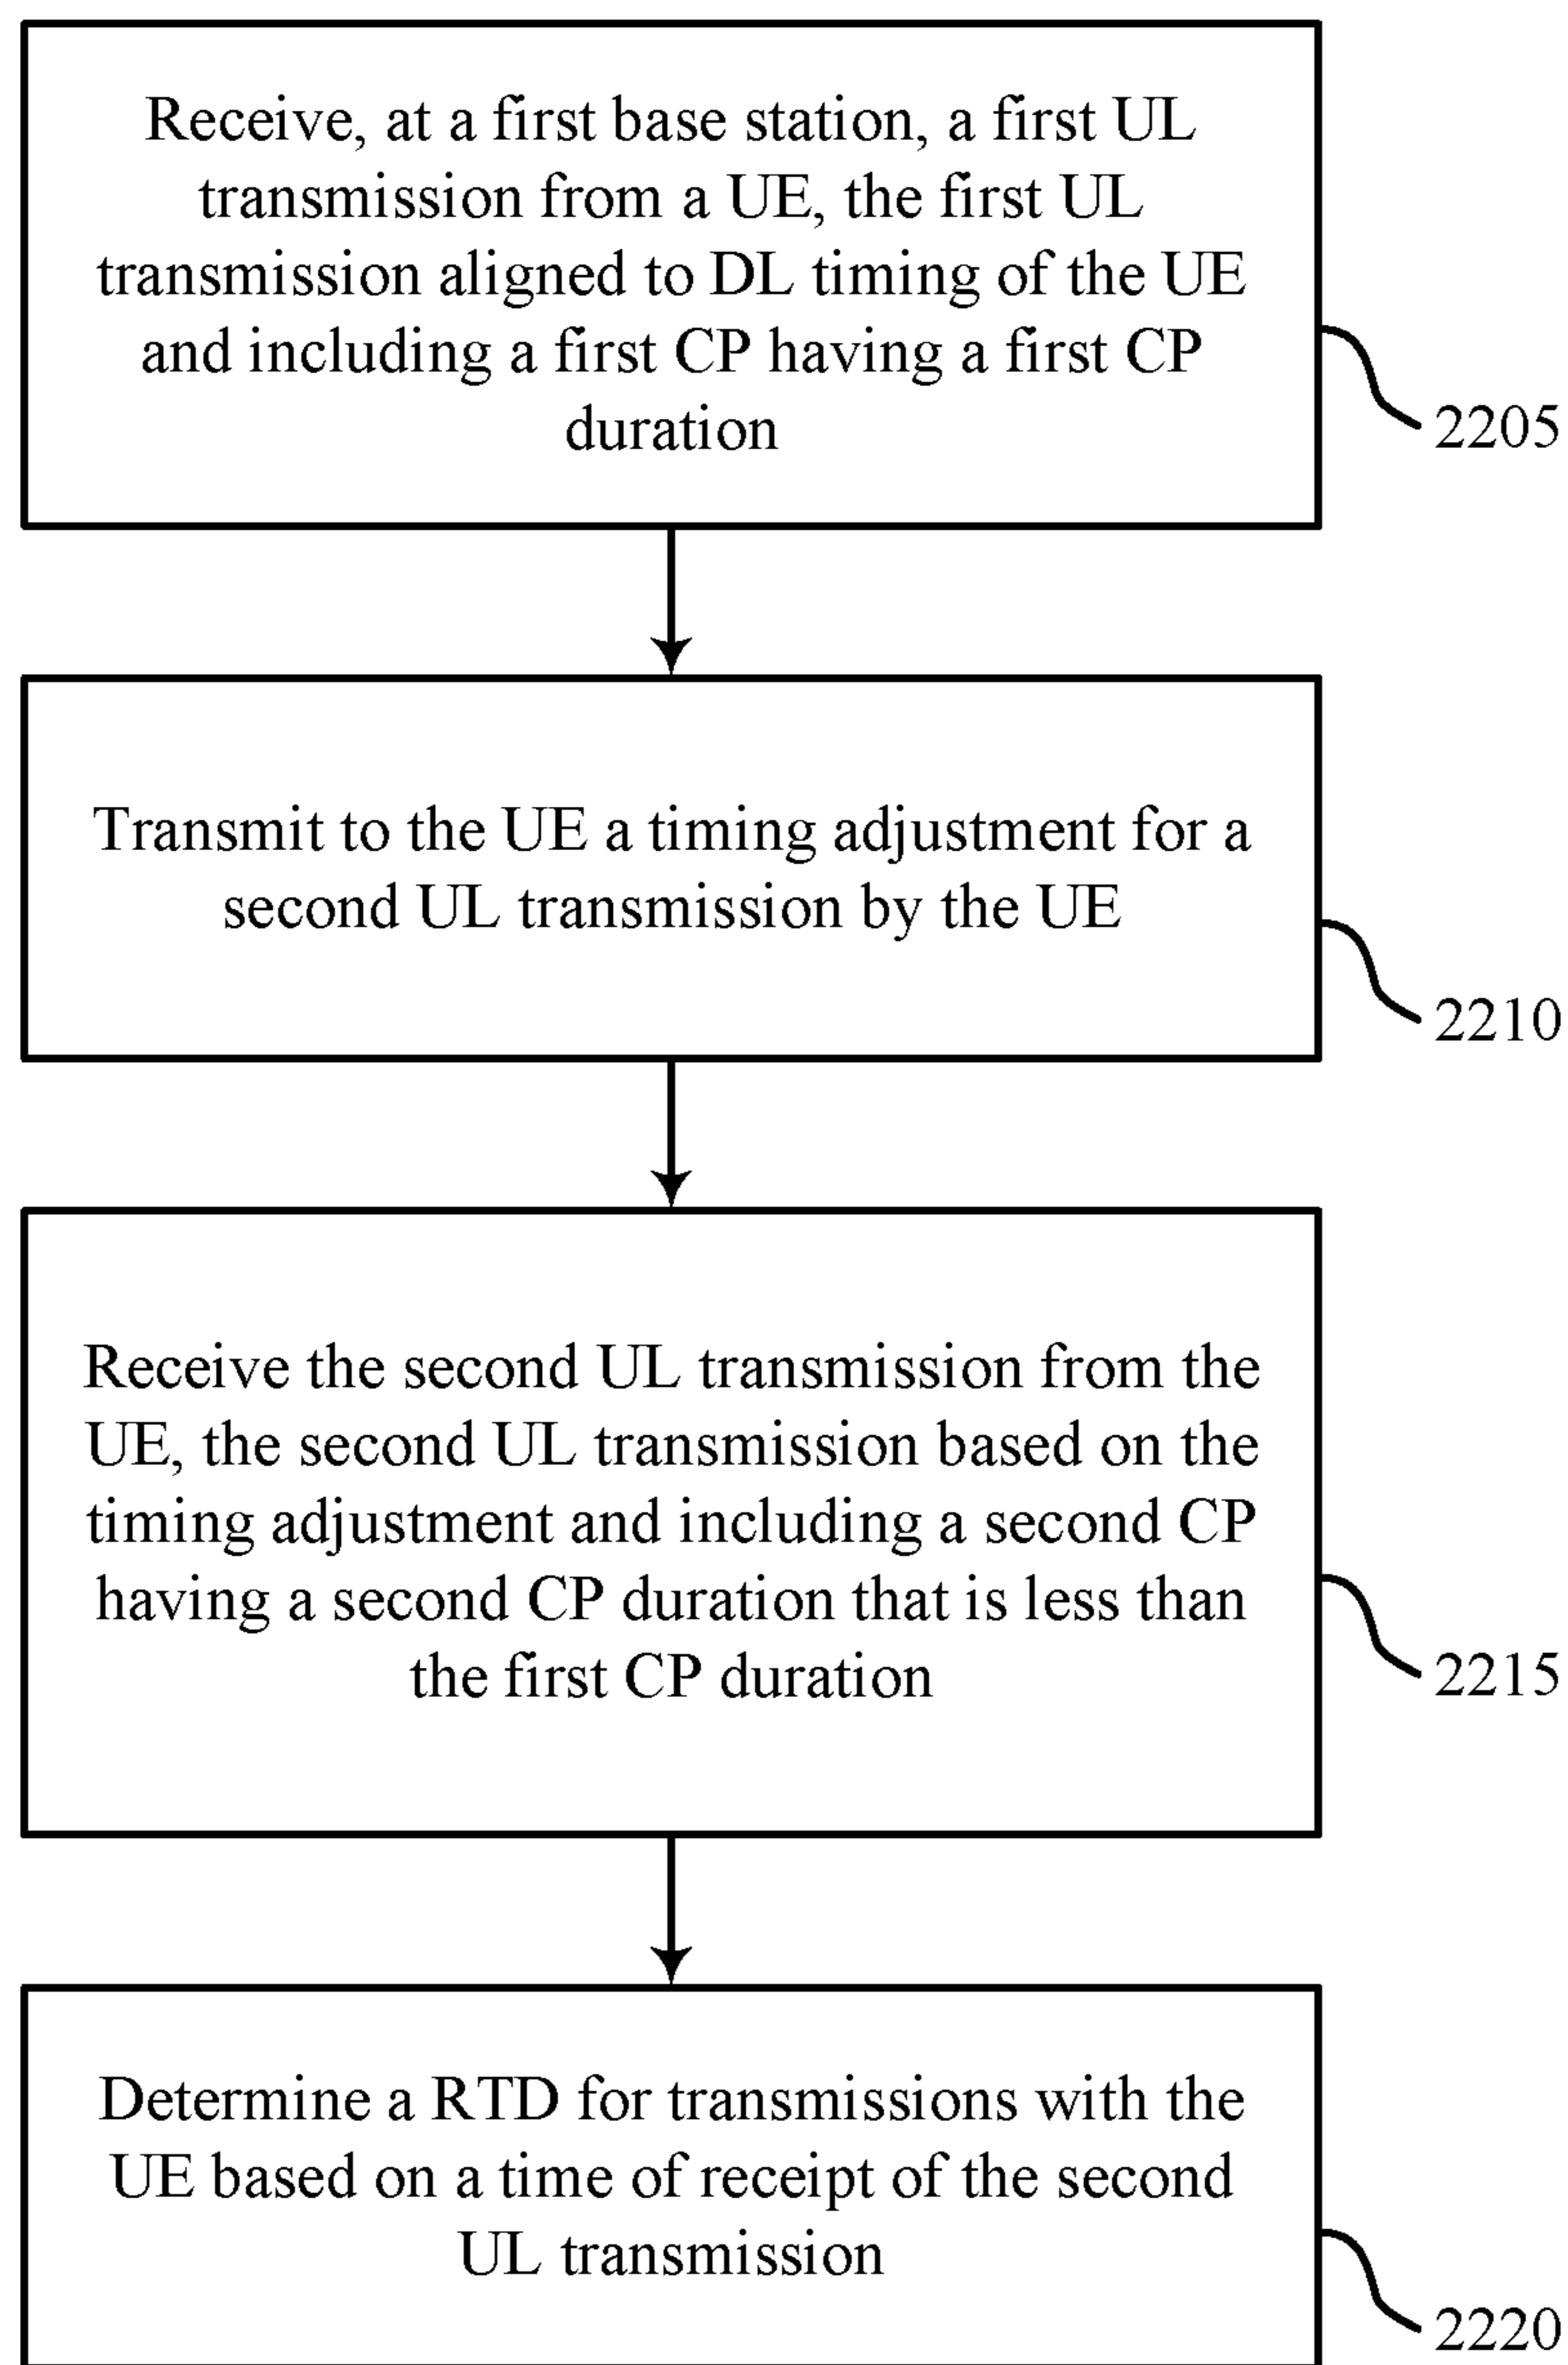 Receive, at a first base station, a first UL
transmission from a UE, the first UL
transmission aligned to DL timing of the UE
and including a first CP having a first CP
duration
2205
Transmit to the UE a timing adjustment for a
second UL transmission by the UE
2210
Receive the second UL transmission from the
UE, the second UL transmission based on the
timing adjustment and including a second CP
having a second CP duration that is less than
the first CP duration
2215
Determine a RTD for transmissions with the
UE based on a time of receipt of the second
UL transmission
2220